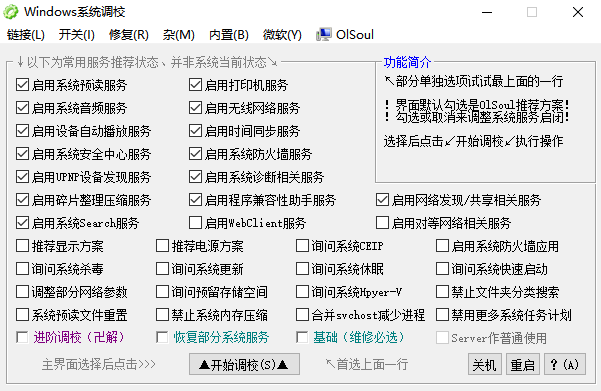 Windows系统调校
链接(L) 开关(I) 修复(R) 杂(M) 内置(B) 微软(Y) OlSoul
↓以下为常用服务推荐状态、并非系统当前状态↘ 功能简介
启用系统预读服务 启用打印机服务 ↖部分单独选项试试最上面的一行
启用系统音频服务 启用无线网络服务 ！界面默认勾选是OlSoul推荐方案!
！勾选或取消来调整系统服务启闭!
启用设备自动播放服务 启用时间同步服务 选择后点击↙开始调校↙执行操作
启用系统安全中心服务 启用系统防火墙服务
启用UPNP设备发现服务 启用系统诊断相关服务
启用碎片整理压缩服务 启用程序兼容性助手服务 启用网络发现/共享相关服务
启用系统Search服务 启用WebClient服务 启用对等网络相关服务
推荐显示方案 推荐电源方案 询问系统CEIP 启用系统防火墙应用
询问系统杀毒 询问系统更新 询问系统休眠 询问系统快速启动
调整部分网络参数 询问预留存储空间 询问系统Hpyer-V 禁止文件夹分类搜索
系统预读文件重置 禁止系统内存压缩 合并svchost减少进程 禁用更多系统任务计划
进阶调校（卍解） 恢复部分系统服务 基础（维修必选） Server作普通使用
主界面选择后点击>>> ▲开始调校(S)▲ ↖首选上面一行 关机 重启 ？(A)